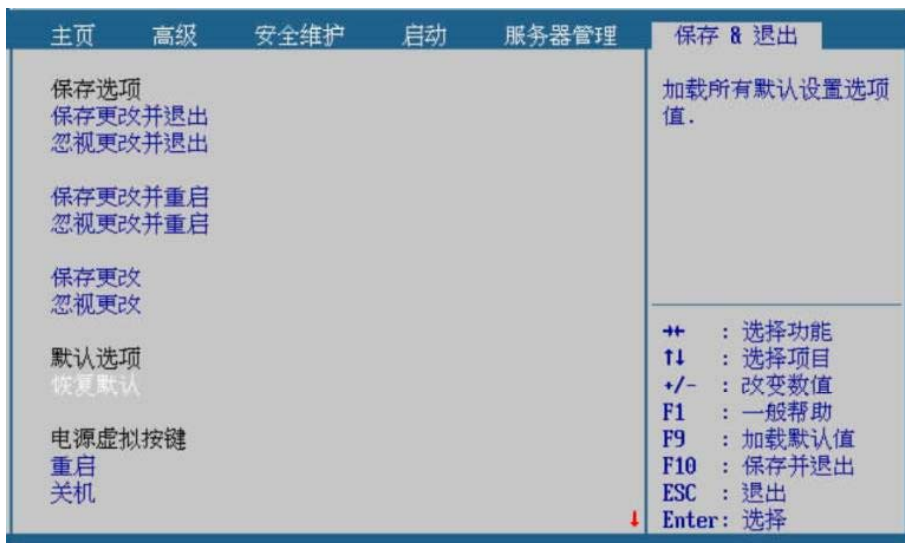 主页 高级 安全维护 启动 服务器管理 保存 & 退出
保存选项
保存更改并退出
忽视更改并退出
保存更改并重启
忽视更改并重启
保存更改
忽视更改
默认选项
恢复默认
电源虚拟按键
重启
关机
加载所有默认设置选项
值.
→← : 选择功能
↑↓ : 选择项目
+/- : 改变数值
F1 : 一般帮助
F9 : 加载默认值
F10 : 保存并退出
ESC : 退出
Enter: 选择